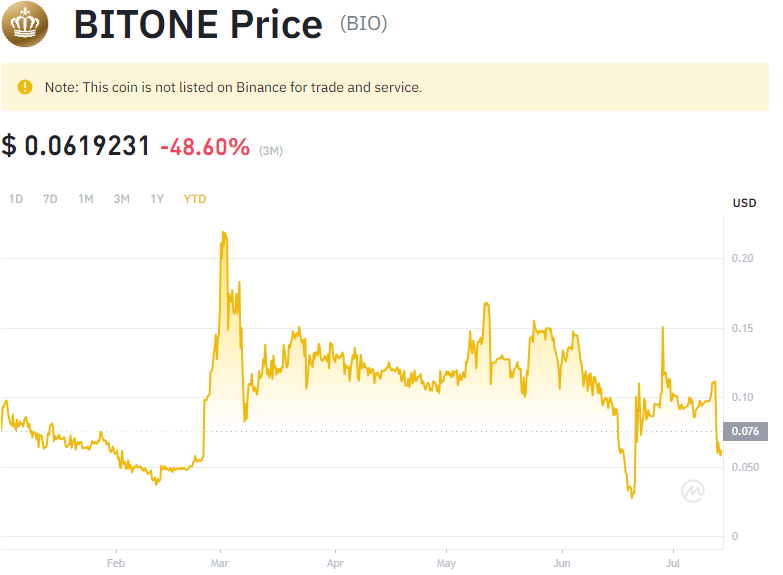 BITONE Price (BIO)
Note: This coin is not listed on Binance for trade and service.
$ 0.0619231 -48.60% (3M)
1D 7D 1M 3M 1Y YTD
USD
0.20
0.15
0.10
0.076
0.050
0
Feb Mar Apr May Jun Jul